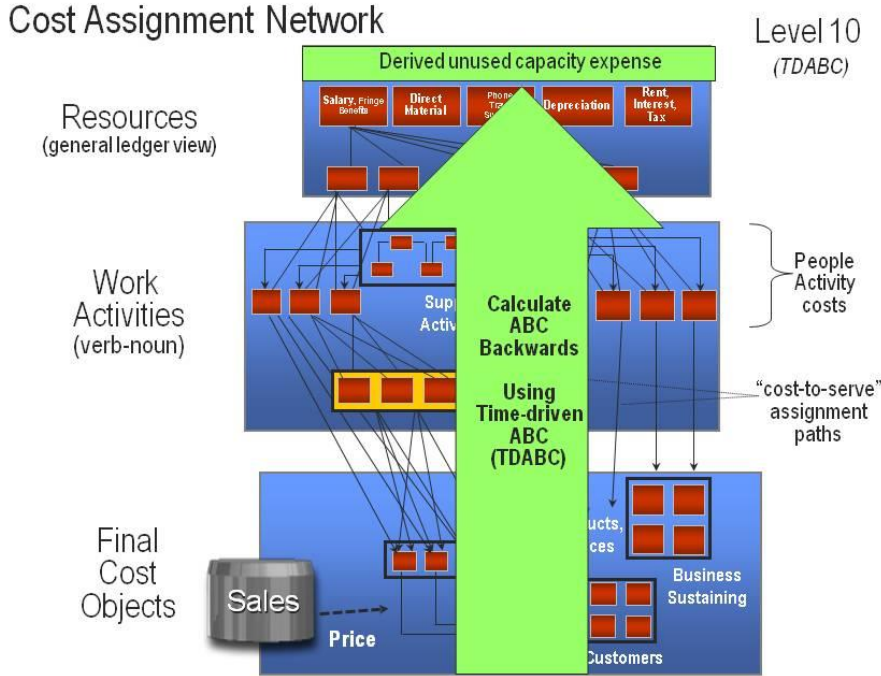 Cost Assignment Network
Level 10
(TDABC)
Derived unused capacity expense
Resources
(general ledger view)
Salary, Fringe
Benefits
Direct
Material
Phone
Depreciation
Rent,
Interest,
Tax
Work
Activities
(verb-noun)
People
Activity
costs
Calculate
ABC
Backwards
Using
Time-driven
ABC
(TDABC)
"cost-to-serve"
assignment
paths
Final
Cost
Objects
Sales
Price
Business
Sustaining
Customers